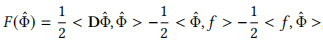 F(Φ̂) = 1/2 < DΦ̂, Φ̂ > − 1/2 < Φ̂, f > − 1/2 < f, Φ̂ >